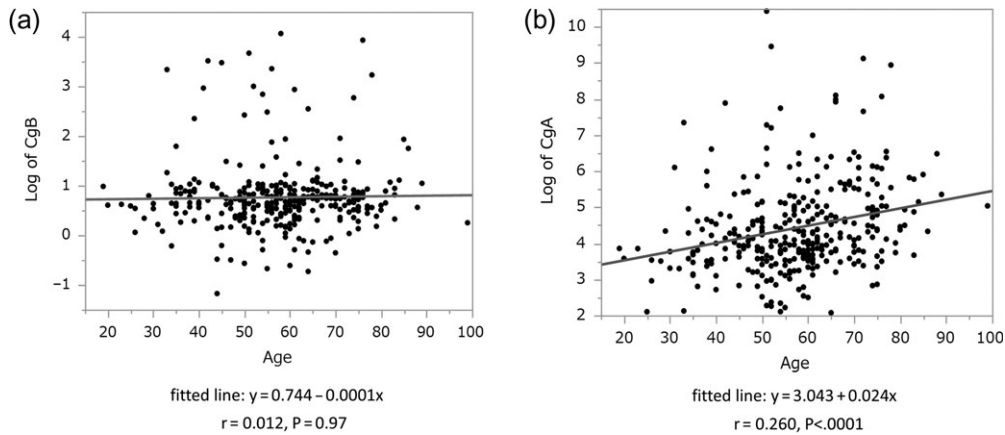 (a)
4
3
2
1
0
−1
Log of CgB
20 30 40 50 60 70 80 90 100
Age
fitted line: y = 0.744 − 0.0001x
r = 0.012, P = 0.97
(b)
10
9
8
7
6
5
4
3
2
Log of CgA
20 30 40 50 60 70 80 90 100
Age
fitted line: y = 3.043 + 0.024x
r = 0.260, P<.0001